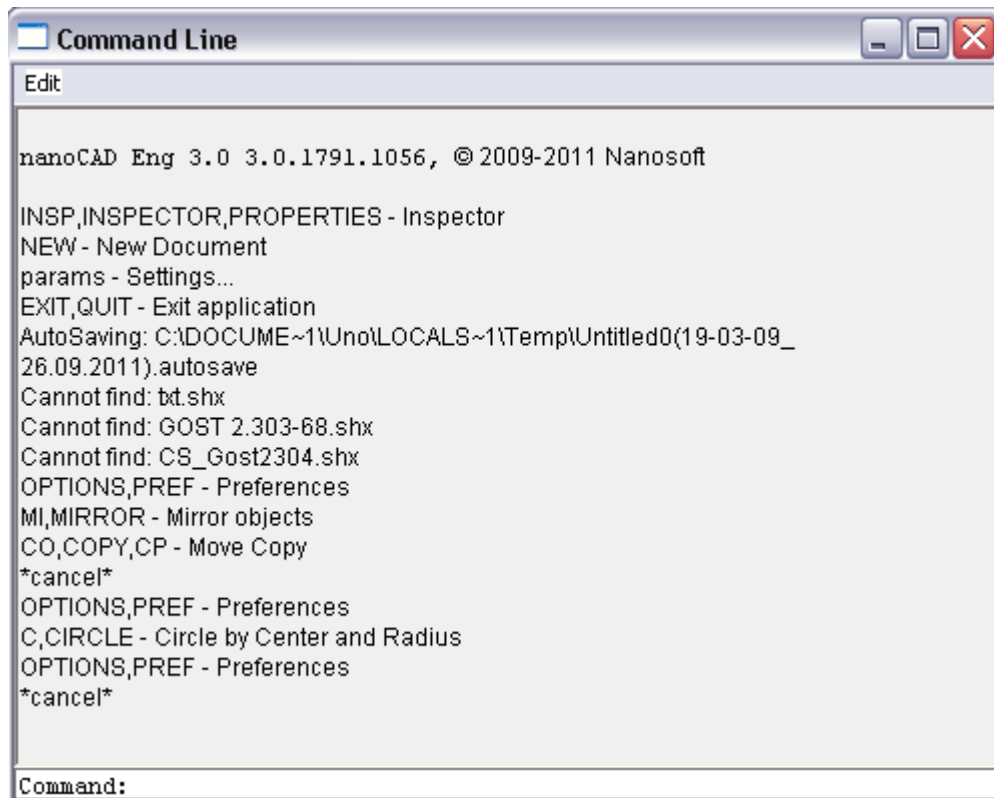 Command Line
Edit
nanoCAD Eng 3.0 3.0.1791.1056, © 2009-2011 Nanosoft
INSP,INSPECTOR,PROPERTIES - Inspector
NEW - New Document
params - Settings...
EXIT,QUIT - Exit application
AutoSaving: C:\DOCUME~1\Uno\LOCALS~1\Temp\Untitled0(19-03-09_
26.09.2011).autosave
Cannot find: txt.shx
Cannot find: GOST 2.303-68.shx
Cannot find: CS_Gost2304.shx
OPTIONS,PREF - Preferences
MI,MIRROR - Mirror objects
CO,COPY,CP - Move Copy
*cancel*
OPTIONS,PREF - Preferences
C,CIRCLE - Circle by Center and Radius
OPTIONS,PREF - Preferences
*cancel*
Command: